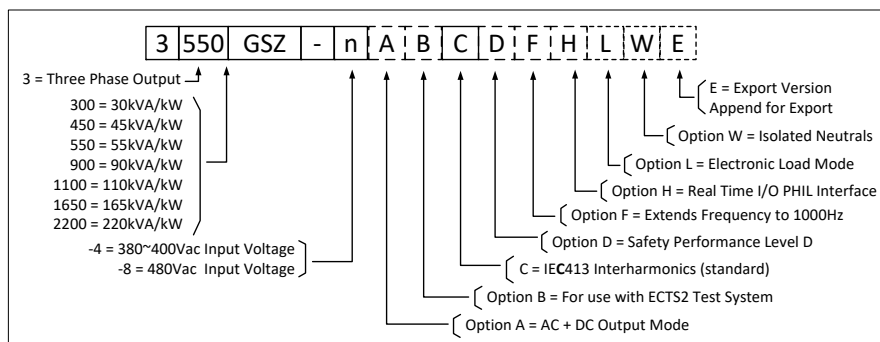 3 550 GSZ - n A B C D F H L W E
3 = Three Phase Output
300 = 30kVA/kW
450 = 45kVA/kW
550 = 55kVA/kW
900 = 90kVA/kW
1100 = 110kVA/kW
1650 = 165kVA/kW
2200 = 220kVA/kW
-4 = 380~400Vac Input Voltage
-8 = 480Vac Input Voltage
E = Export Version
Append for Export
Option W = Isolated Neutrals
Option L = Electronic Load Mode
Option H = Real Time I/O PHIL Interface
Option F = Extends Frequency to 1000Hz
Option D = Safety Performance Level D
C = IEC413 Interharmonics (standard)
Option B = For use with ECTS2 Test System
Option A = AC + DC Output Mode